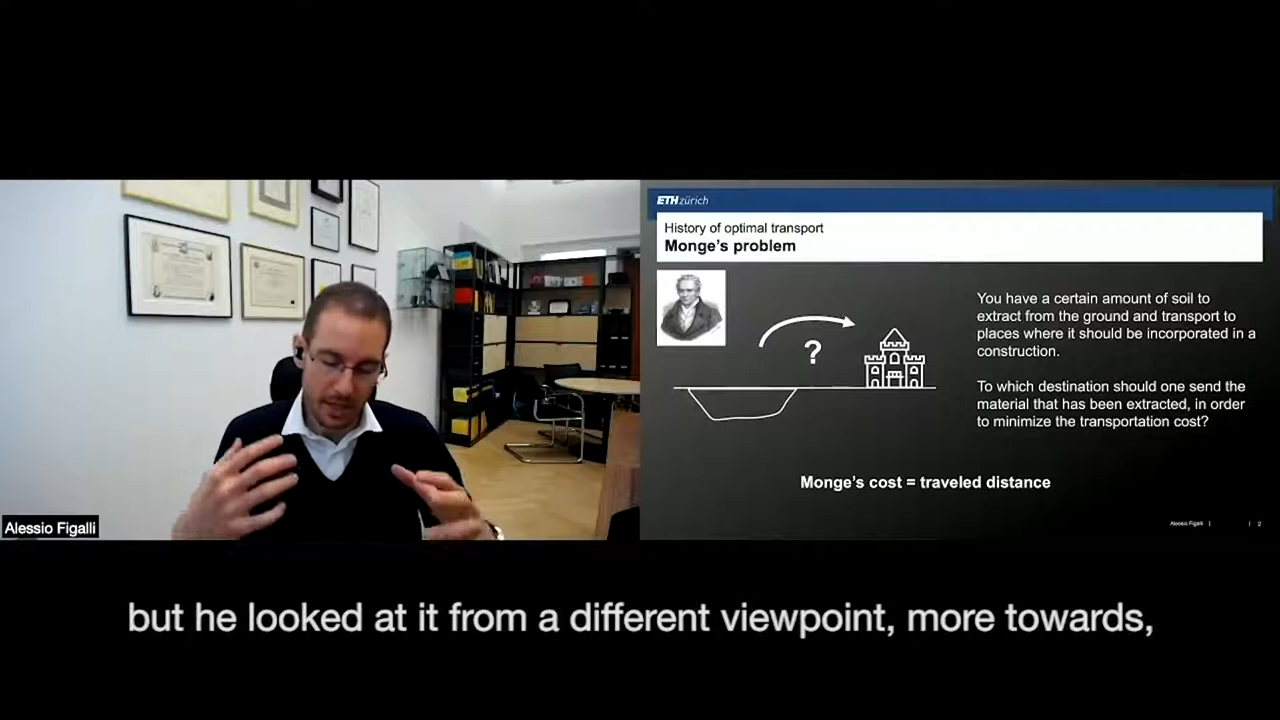 ETH zürich
History of optimal transport
Monge's problem
You have a certain amount of soil to
extract from the ground and transport to
places where it should be incorporated in a
construction.
To which destination should one send the
material that has been extracted, in order
to minimize the transportation cost?
?
Monge's cost = traveled distance
Alessio Figalli | | 2
Alessio Figalli
but he looked at it from a different viewpoint, more towards,